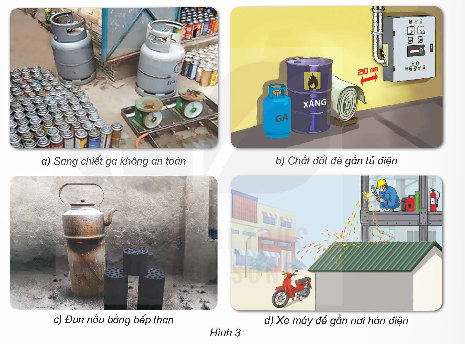 20 cm
XĂNG
GA
a) Sang chiết ga không an toàn
b) Chất đốt để gần tủ điện
c) Đun nấu bằng bếp than
d) Xe máy để gần nơi hàn điện
Hình 3